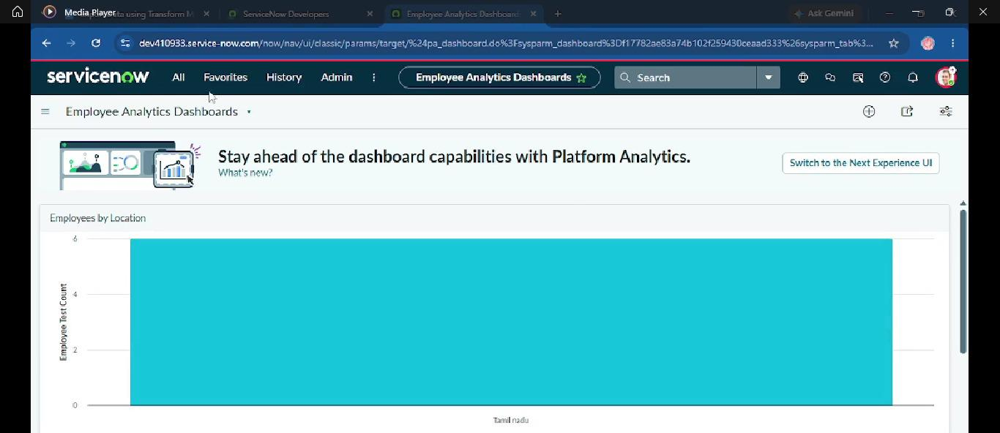 Media Player
ata using Transform M
ServiceNow Developers
Employee Analytics Dashboard
Ask Gemini
dev410933.service-now.com/now/nav/ui/classic/params/target/%24pa_dashboard.do%3Fsysparm_dashboard%3Df17782ae83a74b102f259430ceaad333%26sysparm_tab%3...
servicenow
All
Favorites
History
Admin
Employee Analytics Dashboards
Search
Employee Analytics Dashboards
Stay ahead of the dashboard capabilities with Platform Analytics.
What's new?
Switch to the Next Experience UI
Employees by Location
6
4
2
0
Employee Test Count
Tamil nadu